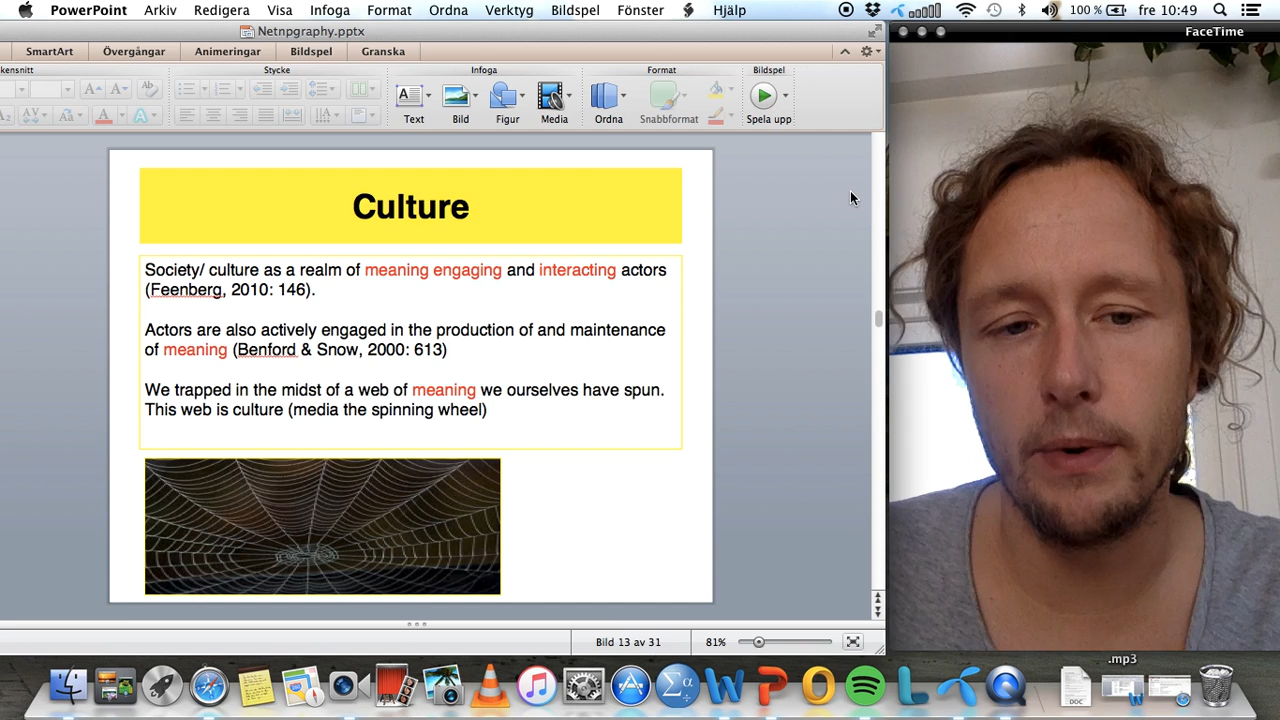 PowerPoint Arkiv Redigera Visa Infoga Format Ordna Verktyg Bildspel Fönster Hjälp 100 % fre 10:49
Netnpgraphy.pptx
FaceTime
SmartArt Övergångar Animeringar Bildspel Granska
kensnitt Stycke Infoga Format Bildspel
Text Bild Figur Media Ordna Snabbformat Spela upp
Culture
Society/ culture as a realm of meaning engaging and interacting actors
(Feenberg, 2010: 146).
Actors are also actively engaged in the production of and maintenance
of meaning (Benford & Snow, 2000: 613)
We trapped in the midst of a web of meaning we ourselves have spun.
This web is culture (media the spinning wheel)
Bild 13 av 31 81%
.mp3
DOC